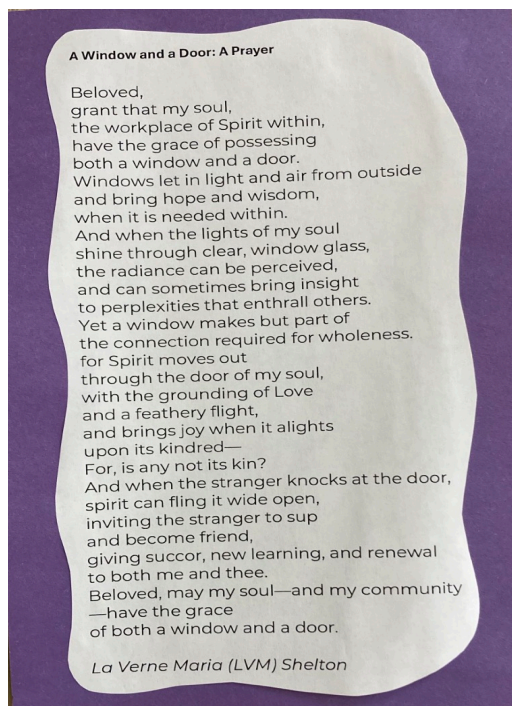 A Window and a Door: A Prayer
Beloved,
grant that my soul,
the workplace of Spirit within,
have the grace of possessing
both a window and a door.
Windows let in light and air from outside
and bring hope and wisdom,
when it is needed within.
And when the lights of my soul
shine through clear, window glass,
the radiance can be perceived,
and can sometimes bring insight
to perplexities that enthrall others.
Yet a window makes but part of
the connection required for wholeness.
for Spirit moves out
through the door of my soul,
with the grounding of Love
and a feathery flight,
and brings joy when it alights
upon its kindred—
For, is any not its kin?
And when the stranger knocks at the door,
spirit can fling it wide open,
inviting the stranger to sup
and become friend,
giving succor, new learning, and renewal
to both me and thee.
Beloved, may my soul—and my community
—have the grace
of both a window and a door.
La Verne Maria (LVM) Shelton